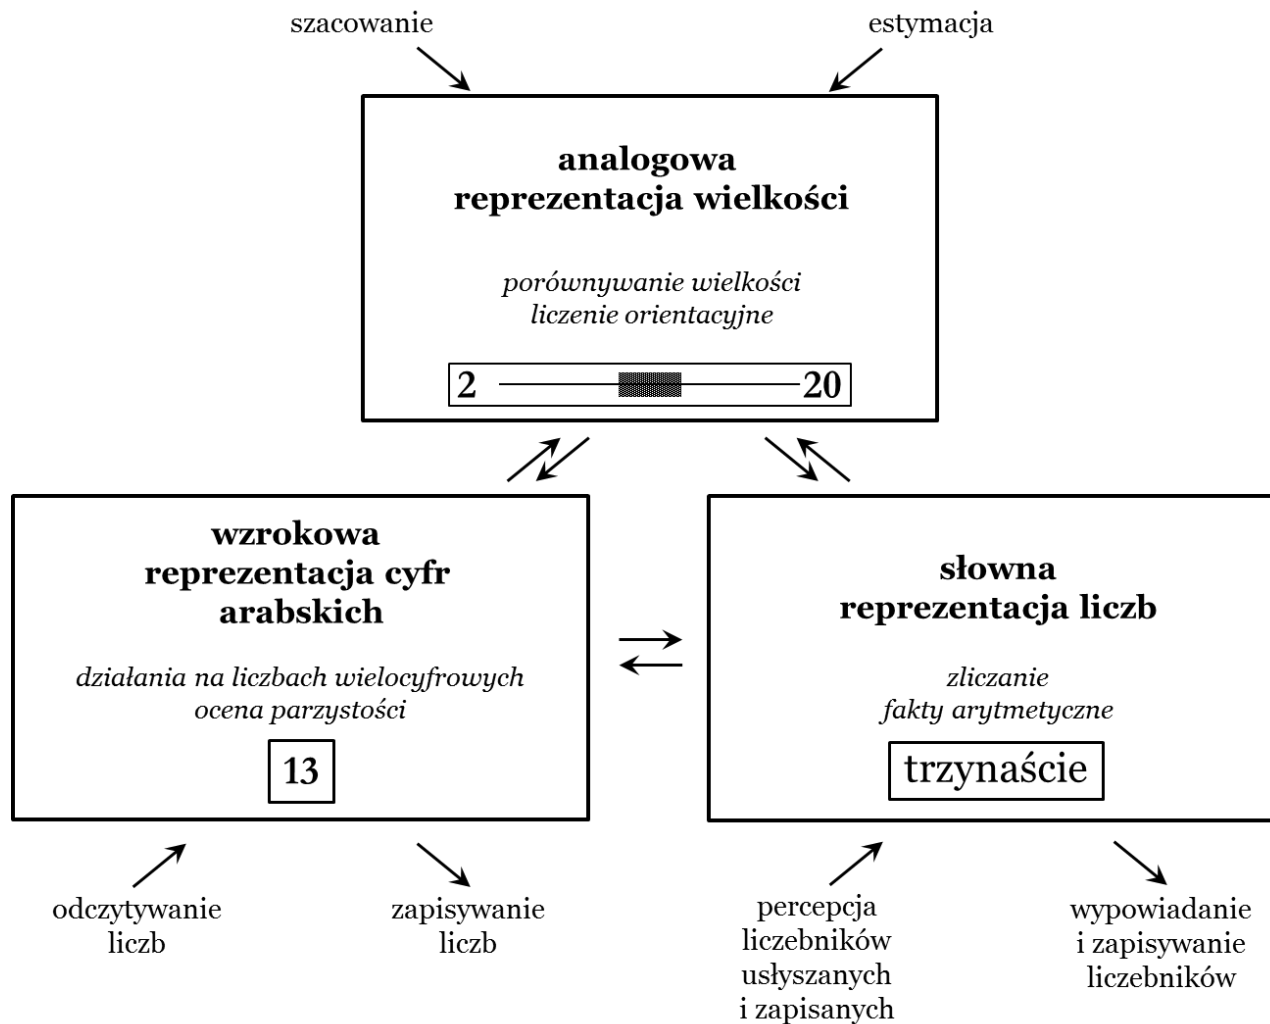 szacowanie
estymacja
analogowa
reprezentacja wielkości
porównywanie wielkości
liczenie orientacyjne
2
20
wzrokowa
reprezentacja cyfr
arabskich
działania na liczbach wielocyfrowych
ocena parzystości
13
słowna
reprezentacja liczb
zliczanie
fakty arytmetyczne
trzynaście
odczytywanie
liczb
zapisywanie
liczb
percepcja
liczebników
usłyszanych
i zapisanych
wypowiadanie
i zapisywanie
liczebników